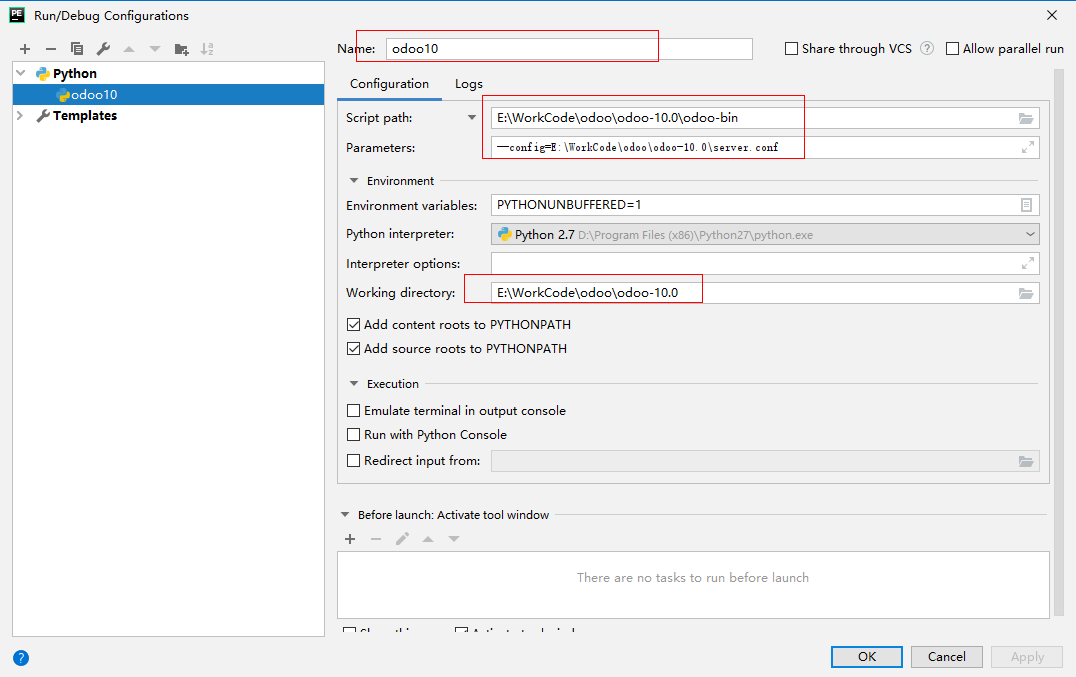 PE Run/Debug Configurations
Name: odoo10
Share through VCS ? Allow parallel run
Python
odoo10
Templates
Configuration Logs
Script path: E:\WorkCode\odoo\odoo-10.0\odoo-bin
Parameters: --config=E:\WorkCode\odoo\odoo-10.0\server.conf
Environment
Environment variables: PYTHONUNBUFFERED=1
Python interpreter: Python 2.7 D:\Program Files (x86)\Python27\python.exe
Interpreter options:
Working directory: E:\WorkCode\odoo\odoo-10.0
Add content roots to PYTHONPATH
Add source roots to PYTHONPATH
Execution
Emulate terminal in output console
Run with Python Console
Redirect input from:
Before launch: Activate tool window
There are no tasks to run before launch
? OK Cancel Apply